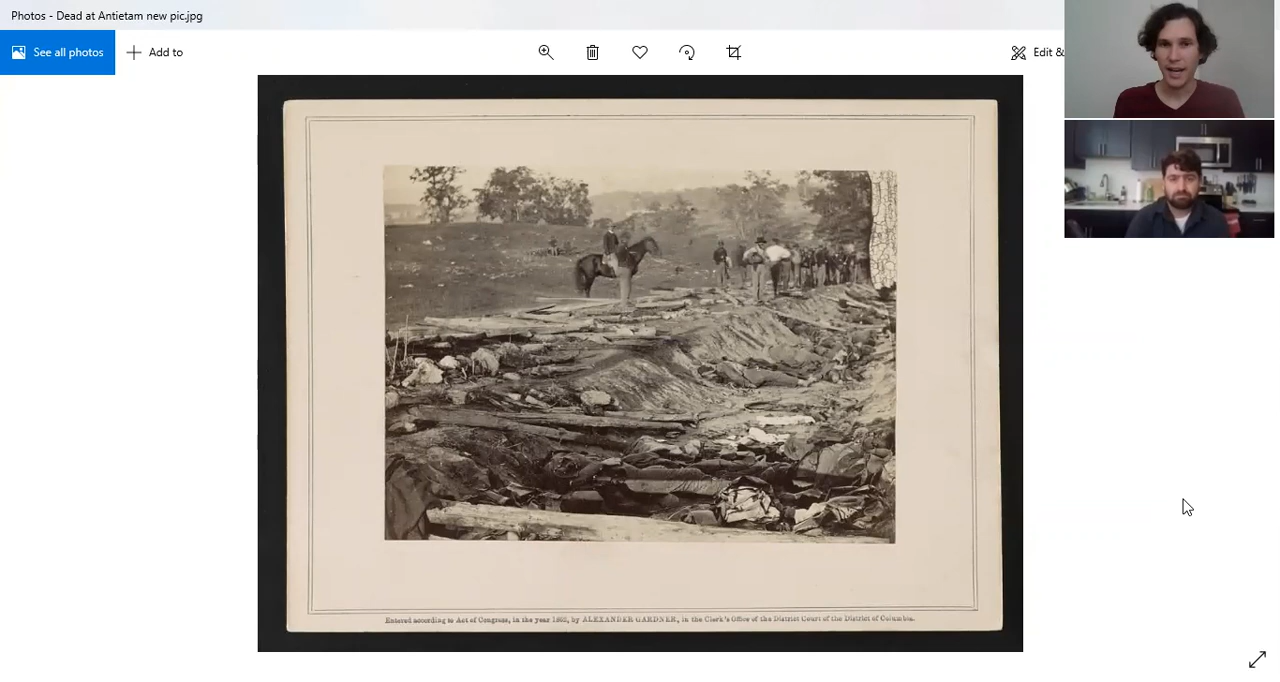 Photos - Dead at Antietam new pic.jpg
See all photos
Add to
Edit &
Entered according to Act of Congress, in the year 1862, by ALEXANDER GARDNER, in the Clerk's Office of the District Court of the District of Columbia.